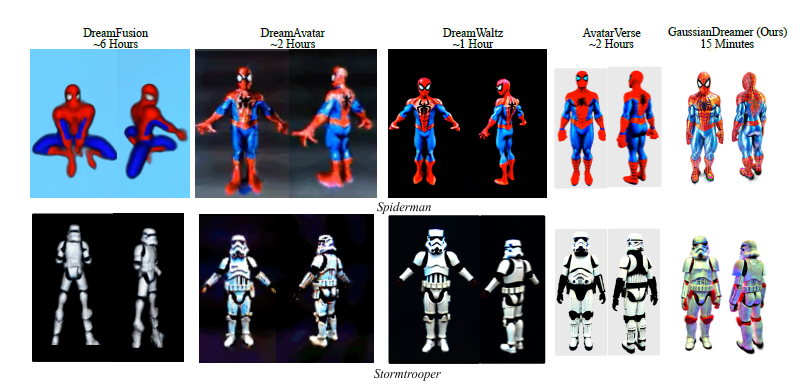 DreamFusion
~6 Hours
DreamAvatar
~2 Hours
DreamWaltz
~1 Hour
AvatarVerse
~2 Hours
GaussianDreamer (Ours)
15 Minutes
Spiderman
Stormtrooper